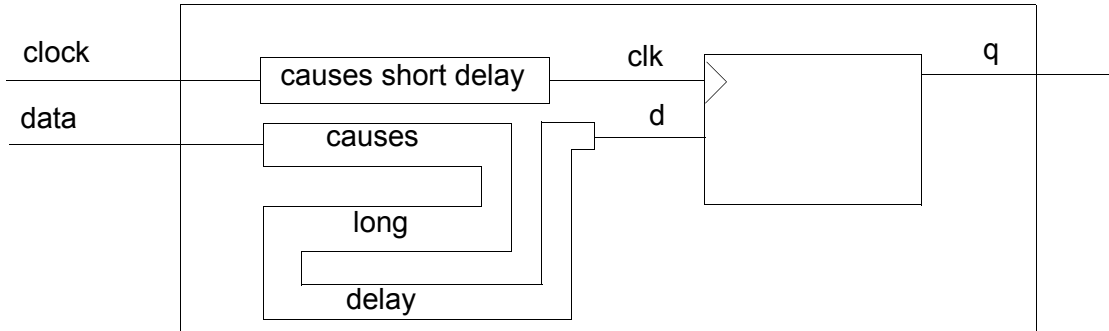 clock
causes short delay
clk
q
data
causes
d
long
delay